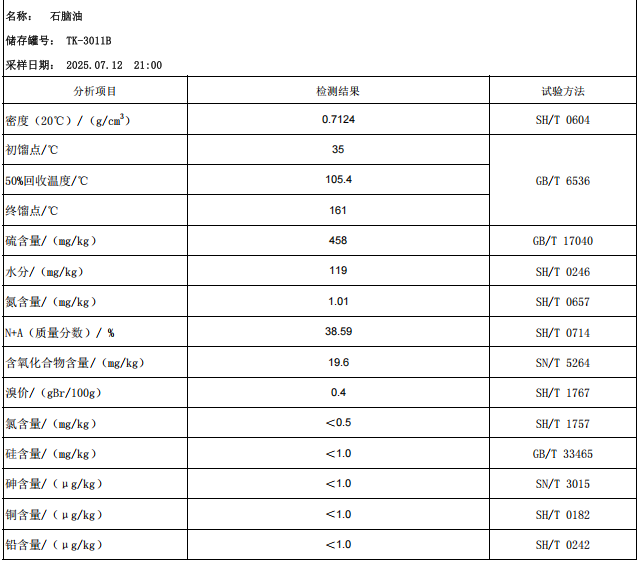 名称： 石脑油
储存罐号： TK-3011B
采样日期： 2025.07.12 21:00
分析项目 检测结果 试验方法
密度（20℃）/（g/cm³） 0.7124 SH/T 0604
初馏点/℃ 35
50%回收温度/℃ 105.4 GB/T 6536
终馏点/℃ 161
硫含量/（mg/kg） 458 GB/T 17040
水分/（mg/kg） 119 SH/T 0246
氮含量/（mg/kg） 1.01 SH/T 0657
N+A（质量分数）/ % 38.59 SH/T 0714
含氧化合物含量/（mg/kg） 19.6 SN/T 5264
溴价/（gBr/100g） 0.4 SH/T 1767
氯含量/（mg/kg） ＜0.5 SH/T 1757
硅含量/（mg/kg） ＜1.0 GB/T 33465
砷含量/（μg/kg） ＜1.0 SN/T 3015
铜含量/（μg/kg） ＜1.0 SH/T 0182
铅含量/（μg/kg） ＜1.0 SH/T 0242